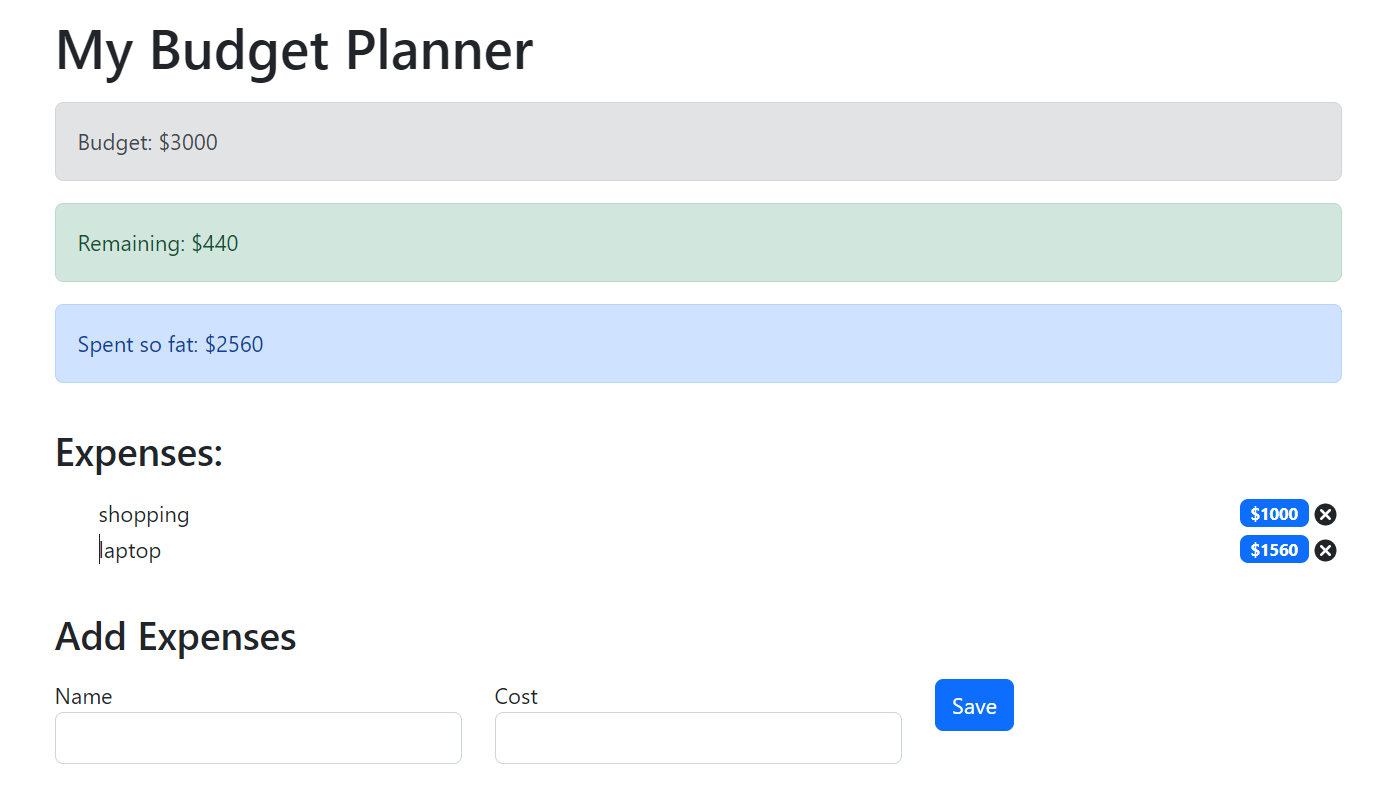 My Budget Planner
Budget: $3000
Remaining: $440
Spent so fat: $2560
Expenses:
shopping $1000
laptop $1560
Add Expenses
Name Cost Save